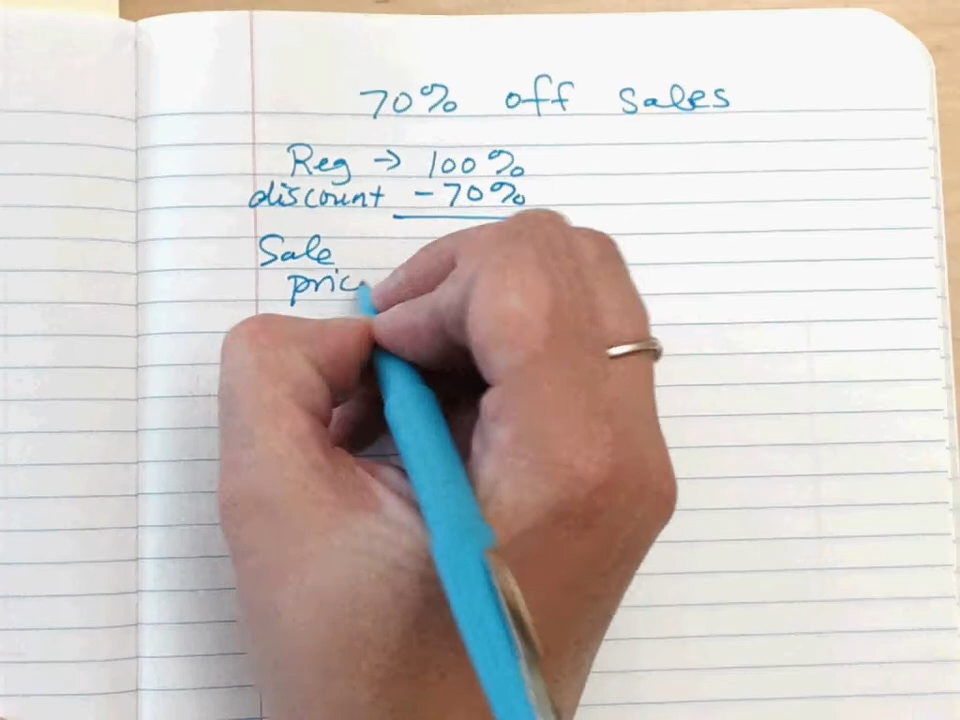 70% off sales
Reg → 100%
discount - 70%
Sale
pric